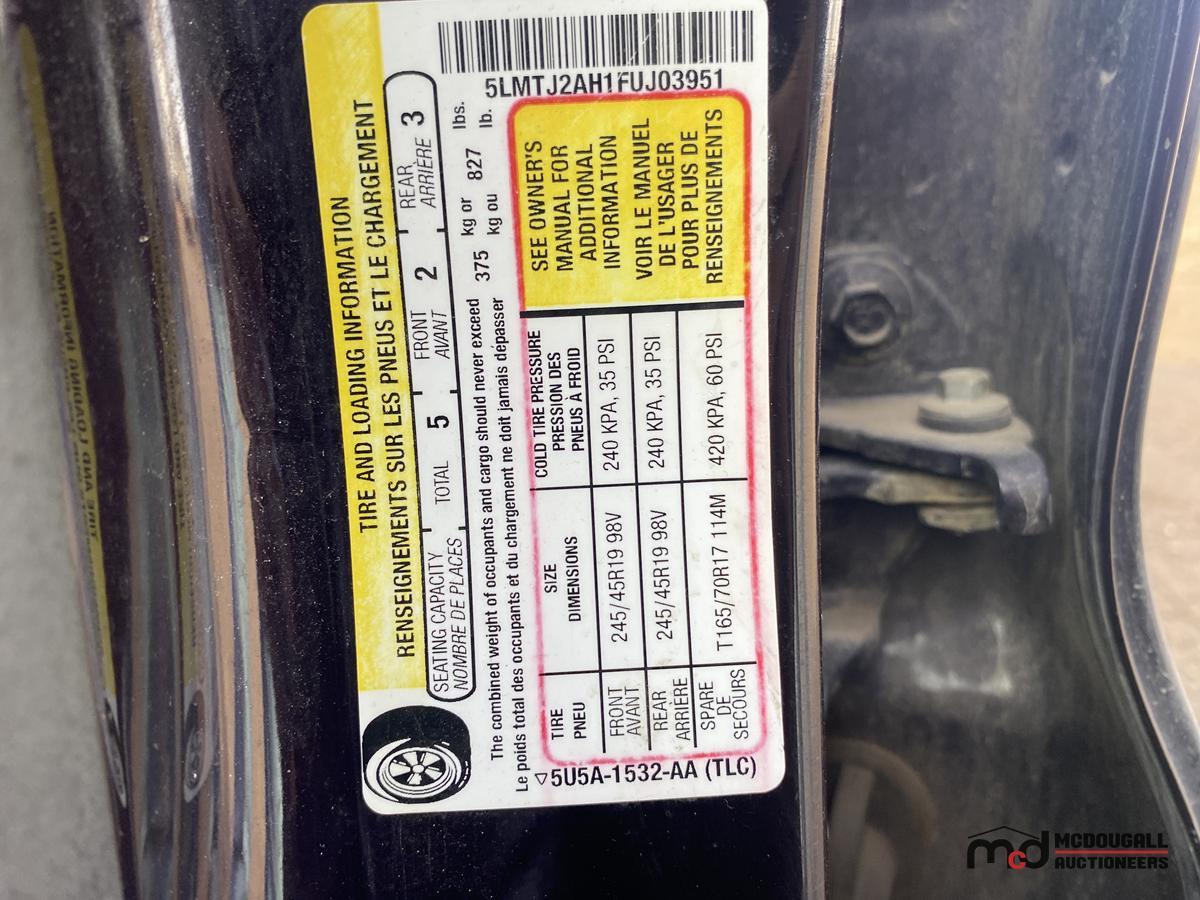 TIRE AND LOADING INFORMATION
RENSEIGNEMENTS SUR LES PNEUS ET LE CHARGEMENT
SEATING CAPACITY TOTAL 5 FRONT 2 REAR 3
NOMBRE DE PLACES AVANT ARRIÈRE
The combined weight of occupants and cargo should never exceed 375 kg or 827 lbs.
Le poids total des occupants et du chargement ne doit jamais dépasser kg ou lb.
5LMTJ2AH1FUJ03951
TIRE SIZE COLD TIRE PRESSURE
PNEU DIMENSIONS PRESSION DES
PNEUS À FROID
FRONT 245/45R19 98V 240 KPA, 35 PSI
AVANT
REAR 245/45R19 98V 240 KPA, 35 PSI
ARRIÈRE
SPARE T165/70R17 114M 420 KPA, 60 PSI
DE
SECOURS
SEE OWNER'S
MANUAL FOR
ADDITIONAL
INFORMATION
VOIR LE MANUEL
DE L'USAGER
POUR PLUS DE
RENSEIGNEMENTS
5U5A-1532-AA (TLC)
mcd MCDOUGALL
AUCTIONEERS